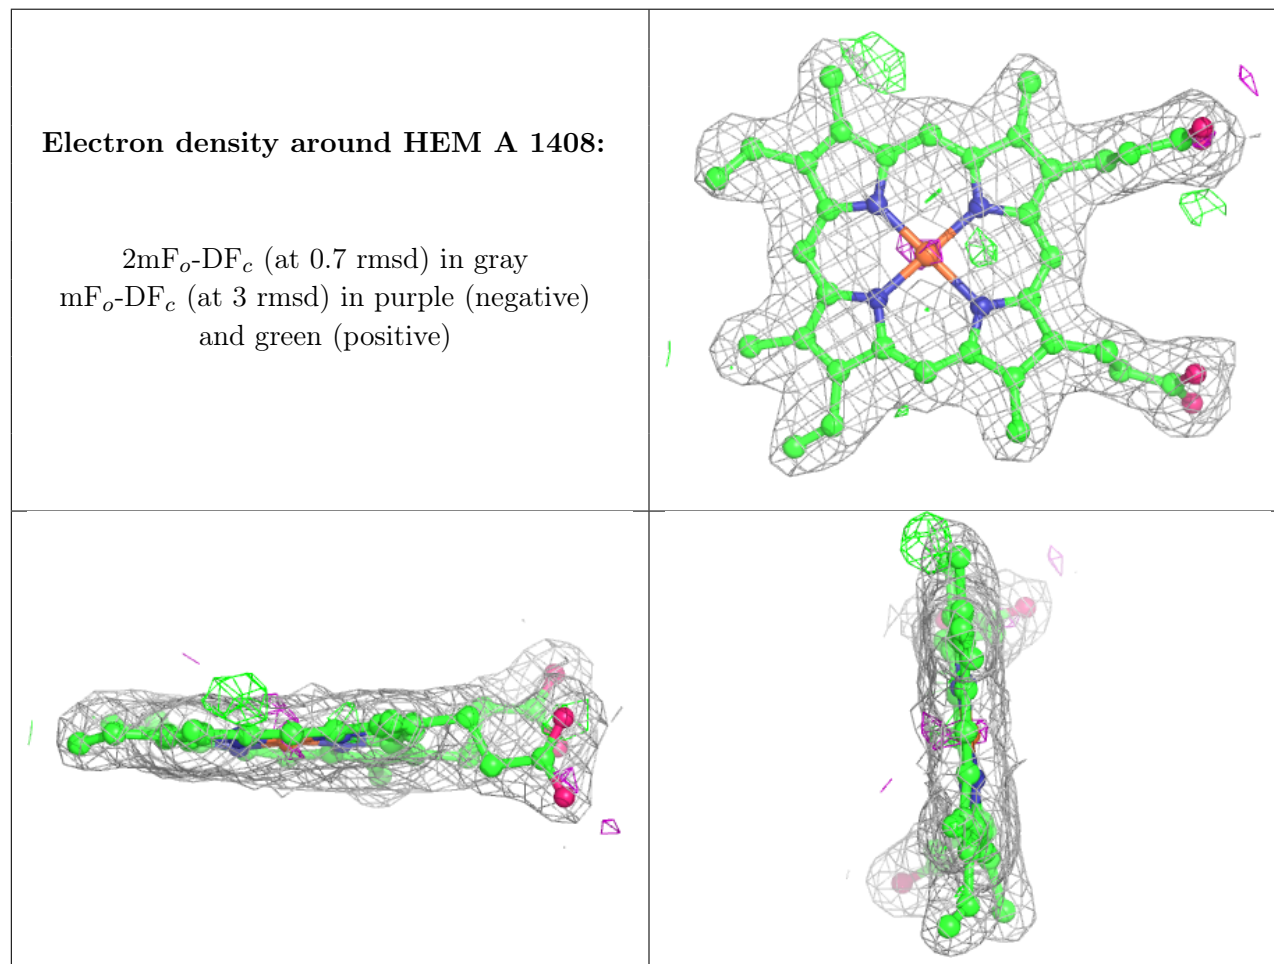 Electron density around HEM A 1408:
2mFₒ-DF𝒸 (at 0.7 rmsd) in gray
mFₒ-DF𝒸 (at 3 rmsd) in purple (negative)
and green (positive)